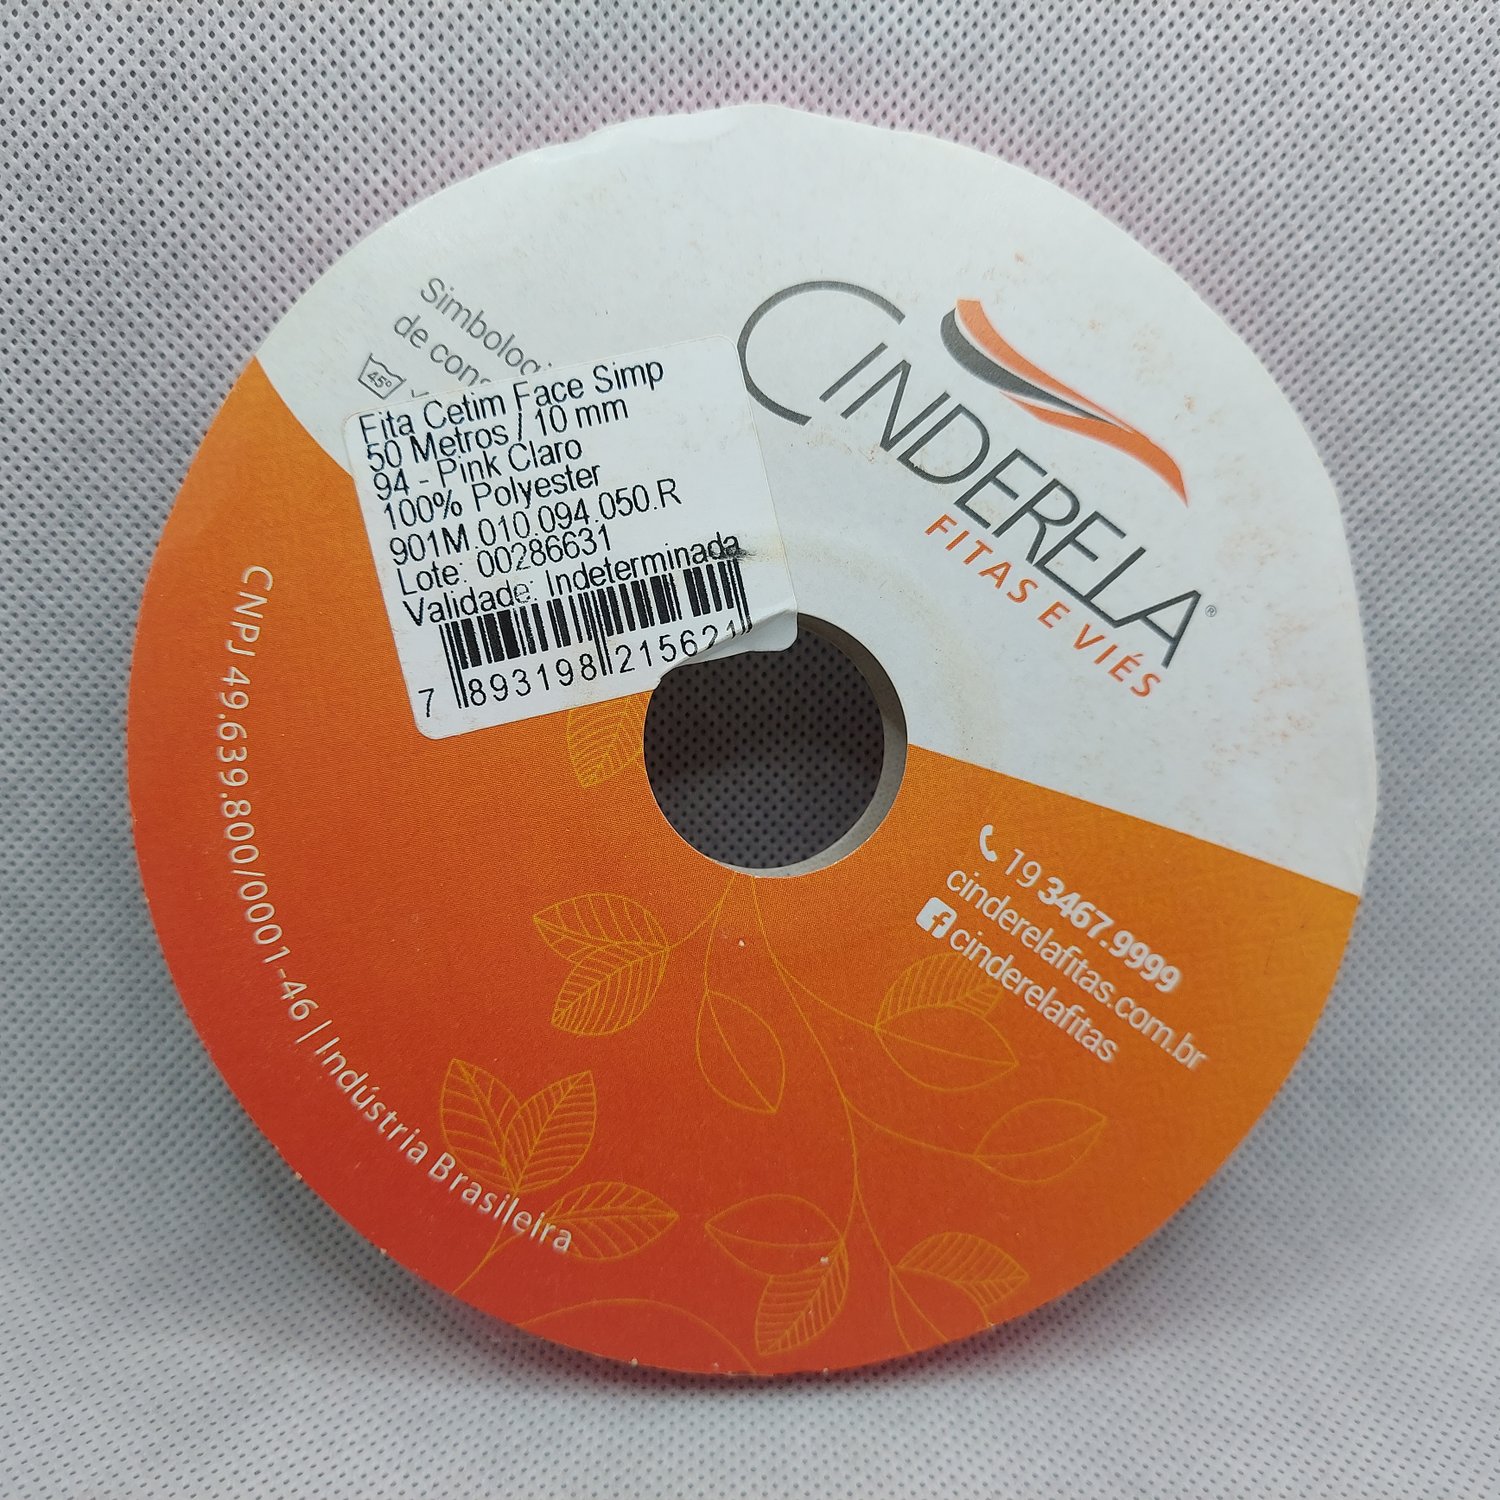 Simbologi
de cons
45°
Fita Cetim Face Simp
50 Metros / 10 mm
94 - Pink Claro
100% Polyester
901M.010.094.050.R
Lote: 00286631
Validade: Indeterminada
7 893198 215621
CINDERELA®
FITAS E VIÉS
19 3467.9999
cinderelafitas.com.br
cinderelafitas
CNPJ 49.639.800/0001-46 | Indústria Brasileira